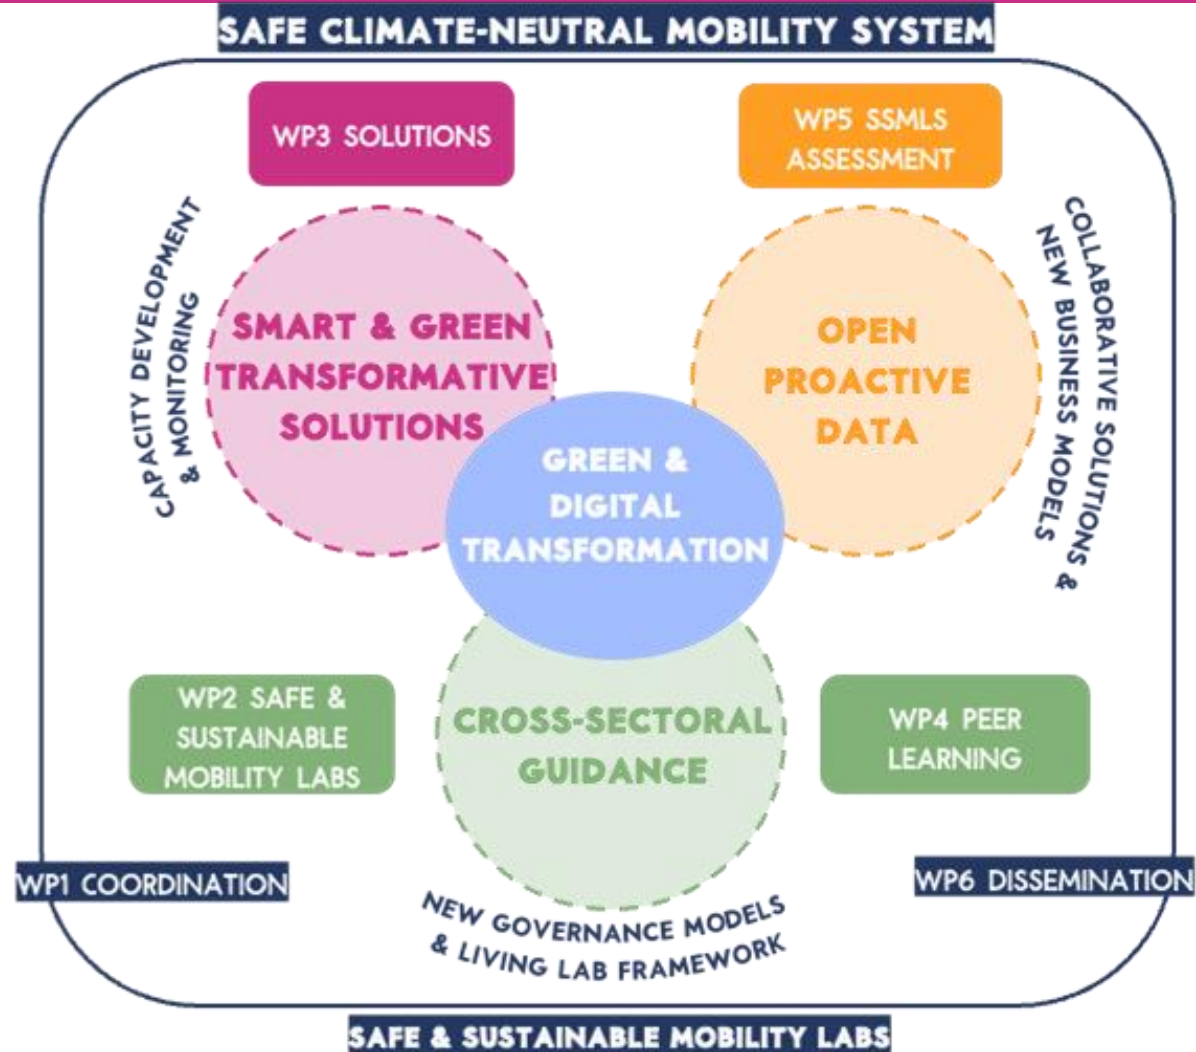 SAFE CLIMATE-NEUTRAL MOBILITY SYSTEM
WP3 SOLUTIONS
WP5 SSMLS
ASSESSMENT
CAPACITY DEVELOPMENT
& MONITORING
SMART & GREEN
TRANSFORMATIVE
SOLUTIONS
OPEN
PROACTIVE
DATA
COLLABORATIVE SOLUTIONS &
NEW BUSINESS MODELS
GREEN &
DIGITAL
TRANSFORMATION
WP2 SAFE &
SUSTAINABLE
MOBILITY LABS
CROSS-SECTORAL
GUIDANCE
WP4 PEER
LEARNING
WP1 COORDINATION
WP6 DISSEMINATION
NEW GOVERNANCE MODELS
& LIVING LAB FRAMEWORK
SAFE & SUSTAINABLE MOBILITY LABS